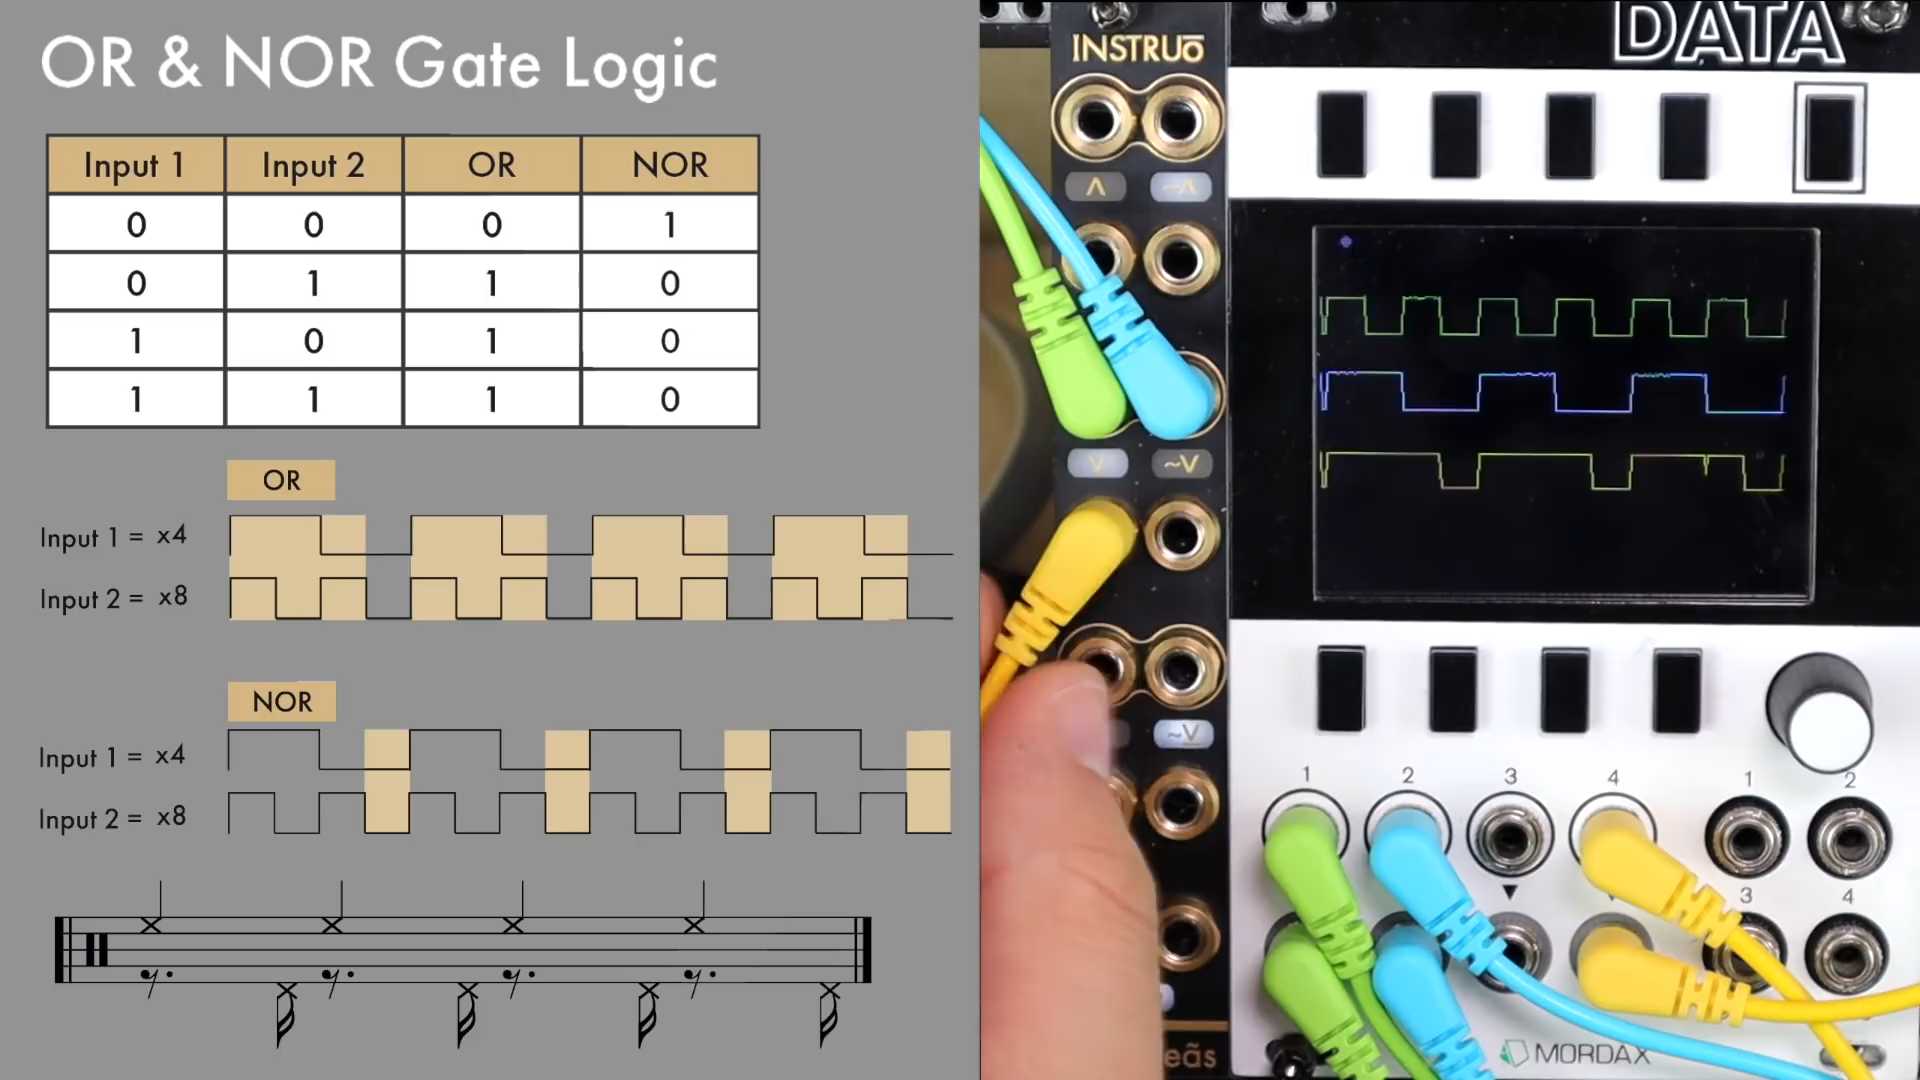 OR & NOR Gate Logic
Input 1 Input 2 OR NOR
0 0 0 1
0 1 1 0
1 0 1 0
1 1 1 0
OR
Input 1 = x4
Input 2 = x8
NOR
Input 1 = x4
Input 2 = x8
INSTRUō
DATA
∧ ~∧
V ~V
~V
1 2 3 4 1 2
3 4
eãs
MORDAX